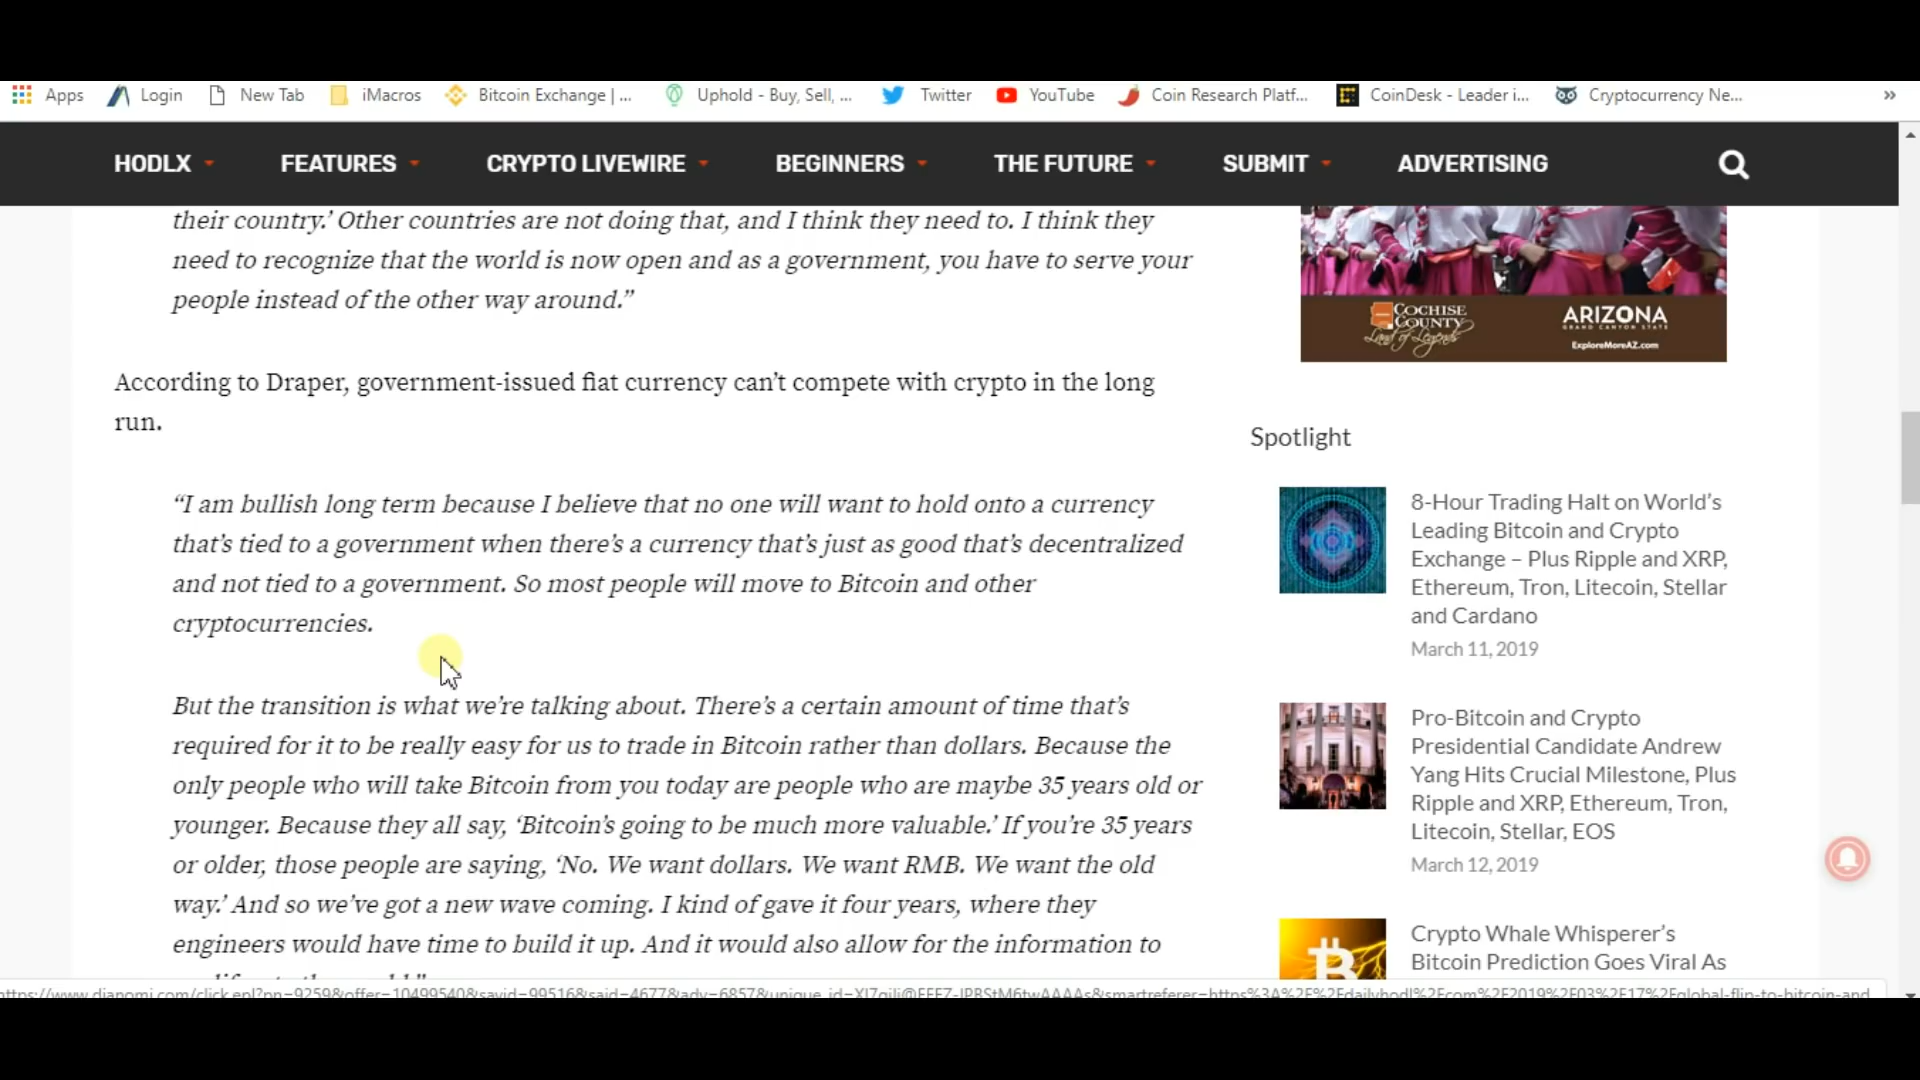 Apps Login New Tab iMacros Bitcoin Exchange | ... Uphold - Buy, Sell, ... Twitter YouTube Coin Research Platf... CoinDesk - Leader i... Cryptocurrency Ne... »
HODLX FEATURES CRYPTO LIVEWIRE BEGINNERS THE FUTURE SUBMIT ADVERTISING
their country.’ Other countries are not doing that, and I think they need to. I think they
need to recognize that the world is now open and as a government, you have to serve your
people instead of the other way around.”
According to Draper, government-issued fiat currency can’t compete with crypto in the long
run.
“I am bullish long term because I believe that no one will want to hold onto a currency
that’s tied to a government when there’s a currency that’s just as good that’s decentralized
and not tied to a government. So most people will move to Bitcoin and other
cryptocurrencies.
But the transition is what we’re talking about. There’s a certain amount of time that’s
required for it to be really easy for us to trade in Bitcoin rather than dollars. Because the
only people who will take Bitcoin from you today are people who are maybe 35 years old or
younger. Because they all say, ‘Bitcoin’s going to be much more valuable.’ If you’re 35 years
or older, those people are saying, ‘No. We want dollars. We want RMB. We want the old
way.’ And so we’ve got a new wave coming. I kind of gave it four years, where they
engineers would have time to build it up. And it would also allow for the information to
COCHISE
COUNTY
Land of Legends
ARIZONA
GRAND CANYON STATE
ExploreMoreAZ.com
Spotlight
8-Hour Trading Halt on World’s
Leading Bitcoin and Crypto
Exchange – Plus Ripple and XRP,
Ethereum, Tron, Litecoin, Stellar
and Cardano
March 11, 2019
Pro-Bitcoin and Crypto
Presidential Candidate Andrew
Yang Hits Crucial Milestone, Plus
Ripple and XRP, Ethereum, Tron,
Litecoin, Stellar, EOS
March 12, 2019
Crypto Whale Whisperer’s
Bitcoin Prediction Goes Viral As